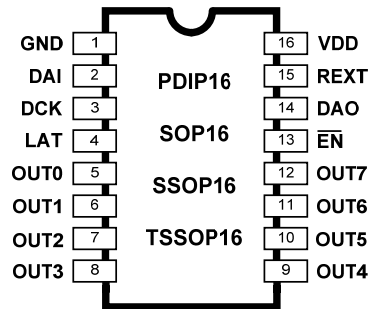 GND 1 16 VDD
DAI 2 PDIP16 15 REXT
DCK 3 14 DAO
LAT 4 SOP16 13 E̅N̅
OUT0 5 SSOP16 12 OUT7
OUT1 6 11 OUT6
OUT2 7 TSSOP16 10 OUT5
OUT3 8 9 OUT4